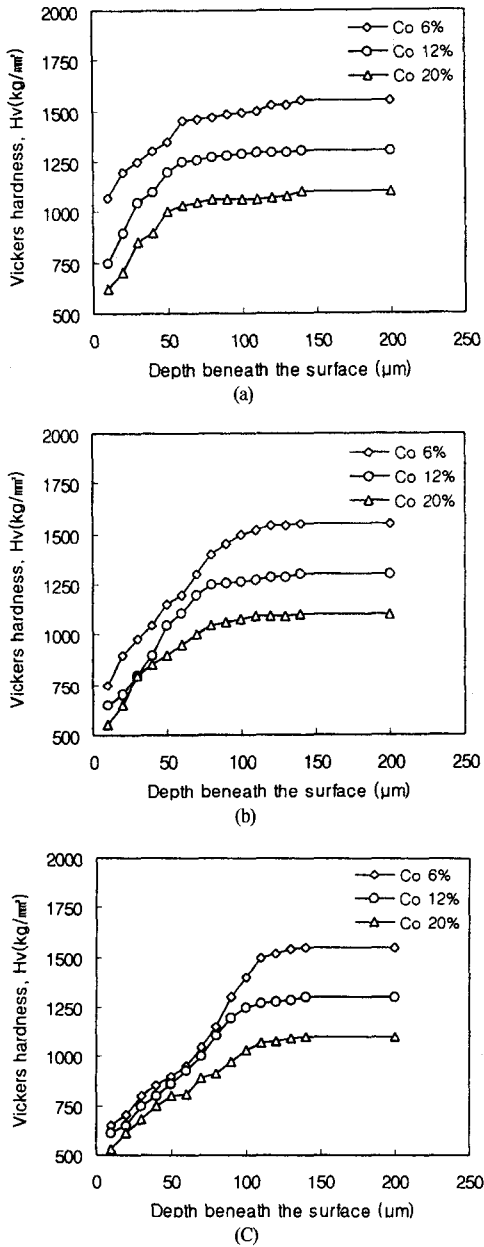 2000
1750
1500
1250
1000
750
500
Vickers hardness, Hv(kg/㎟)
Co 6%
Co 12%
Co 20%
0 50 100 150 200 250
Depth beneath the surface (μm)
(a)
2000
1750
1500
1250
1000
750
500
Vickers hardness, Hv(kg/㎟)
Co 6%
Co 12%
Co 20%
0 50 100 150 200 250
Depth beneath the surface (μm)
(b)
2000
1750
1500
1250
1000
750
500
Vickers hardness, Hv(kg/㎟)
Co 6%
Co 12%
Co 20%
0 50 100 150 200 250
Depth beneath the surface (μm)
(C)